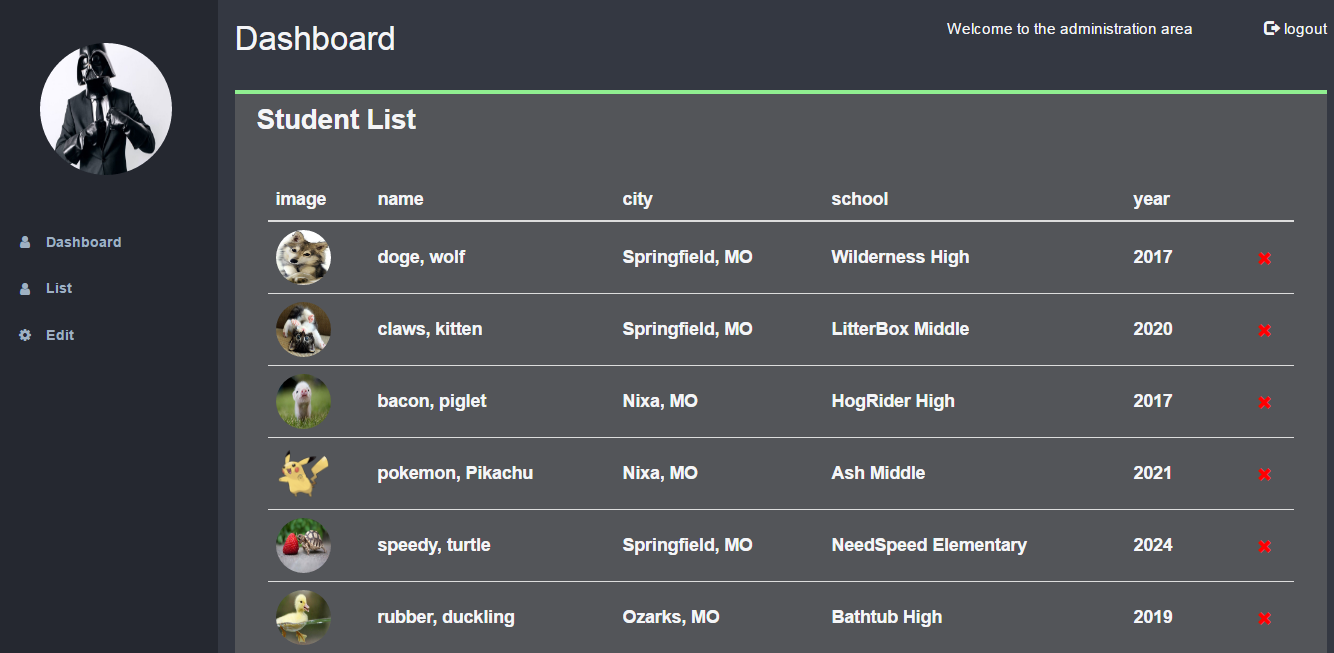 Dashboard
Welcome to the administration area
logout
Dashboard
List
Edit
Student List
image name city school year
doge, wolf Springfield, MO Wilderness High 2017
claws, kitten Springfield, MO LitterBox Middle 2020
bacon, piglet Nixa, MO HogRider High 2017
pokemon, Pikachu Nixa, MO Ash Middle 2021
speedy, turtle Springfield, MO NeedSpeed Elementary 2024
rubber, duckling Ozarks, MO Bathtub High 2019